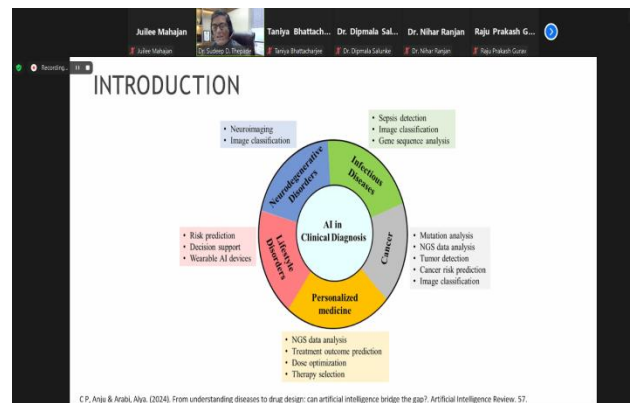 Juilee Mahajan
Taniya Bhattach...
Dr. Dipmala Sal...
Dr. Nihar Ranjan
Raju Prakash G...
Juilee Mahajan
Dr. Sudeep D. Thepade
Taniya Bhattacharjee
Dr. Dipmala Salunke
Dr. Nihar Ranjan
Raju Prakash Gurav
Recording...
INTRODUCTION
• Neuroimaging
• Image classification
• Sepsis detection
• Image classification
• Gene sequence analysis
Neurodegenerative
Disorders
Infectious
Diseases
AI in
Clinical Diagnosis
• Risk prediction
• Decision support
• Wearable AI devices
Lifestyle
Disorders
Cancer
• Mutation analysis
• NGS data analysis
• Tumor detection
• Cancer risk prediction
• Image classification
Personalized
medicine
• NGS data analysis
• Treatment outcome prediction
• Dose optimization
• Therapy selection
C P, Anju & Arabi, Alya. (2024). From understanding diseases to drug design: can artificial intelligence bridge the gap?. Artificial Intelligence Review. 57.